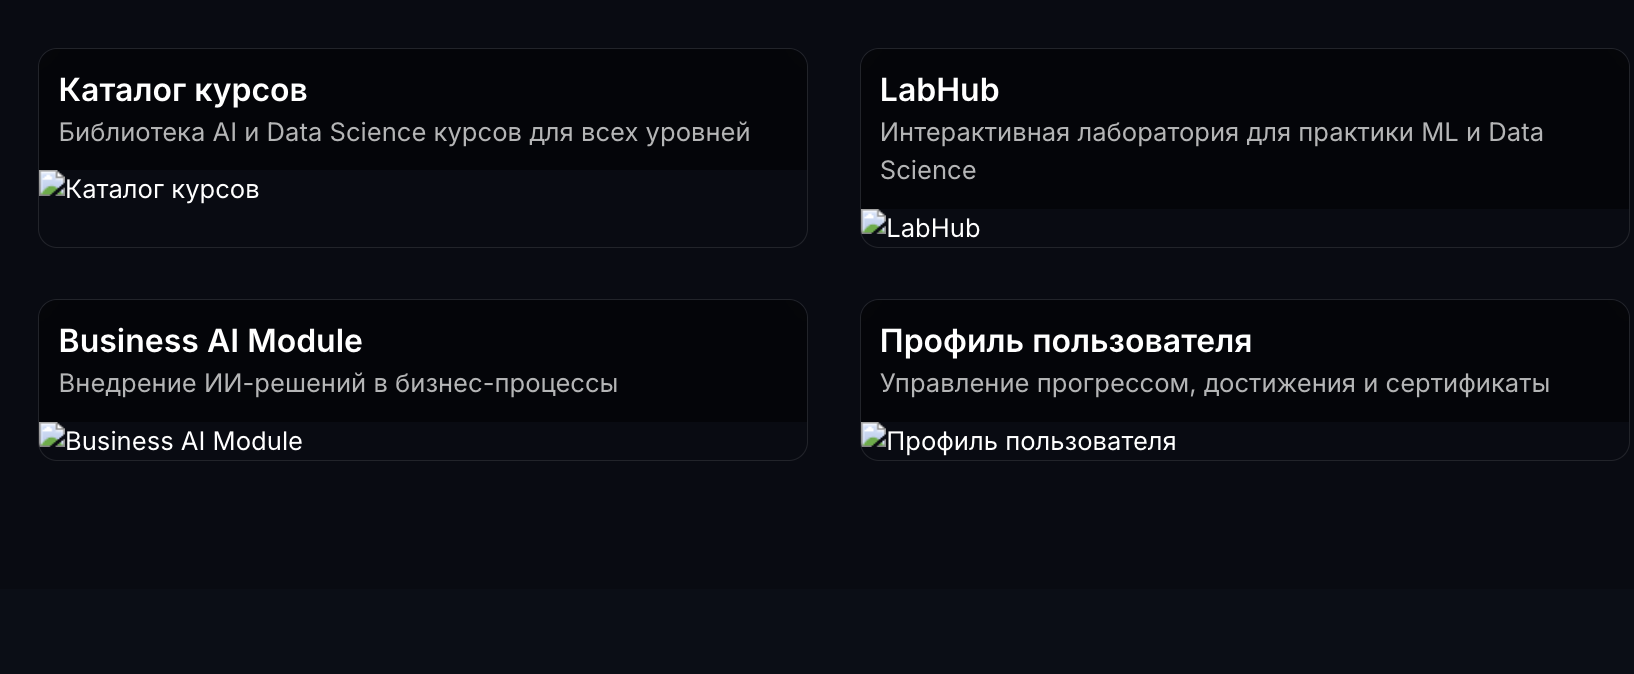 Каталог курсов
Библиотека AI и Data Science курсов для всех уровней
Каталог курсов
LabHub
Интерактивная лаборатория для практики ML и Data
Science
LabHub
Business AI Module
Внедрение ИИ-решений в бизнес-процессы
Business AI Module
Профиль пользователя
Управление прогрессом, достижения и сертификаты
Профиль пользователя